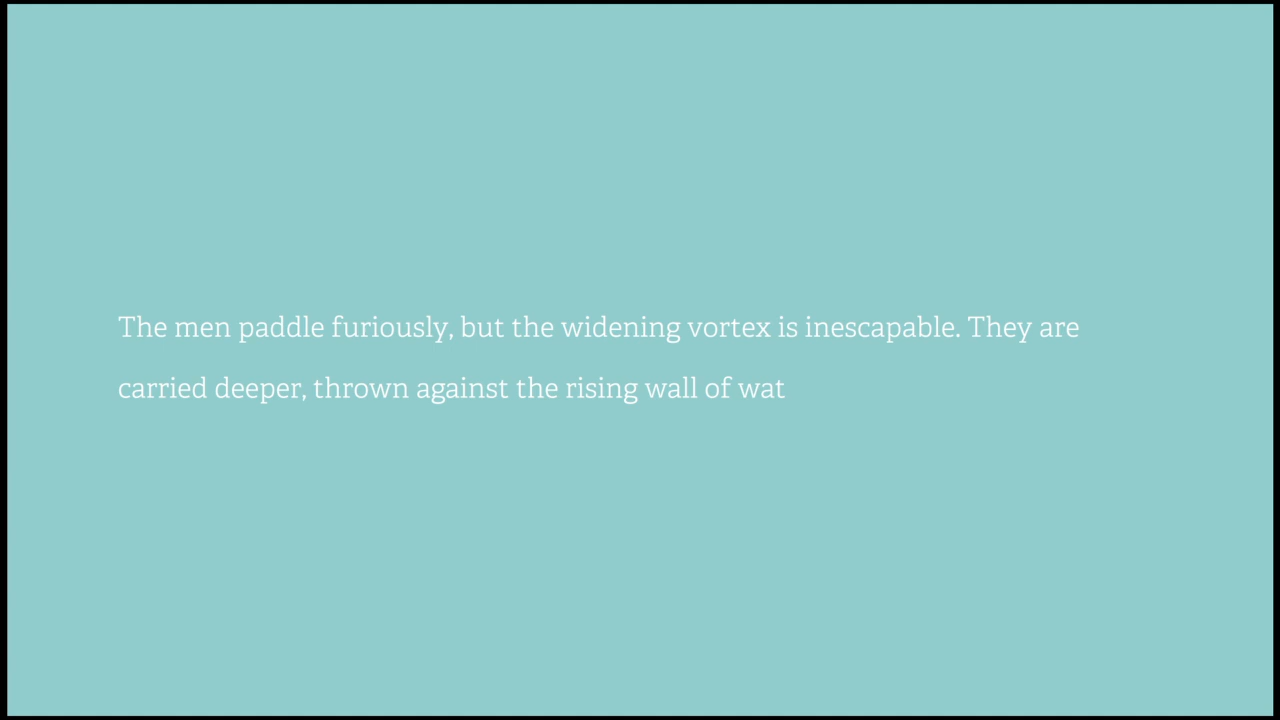 The men paddle furiously, but the widening vortex is inescapable. They are
carried deeper, thrown against the rising wall of wat